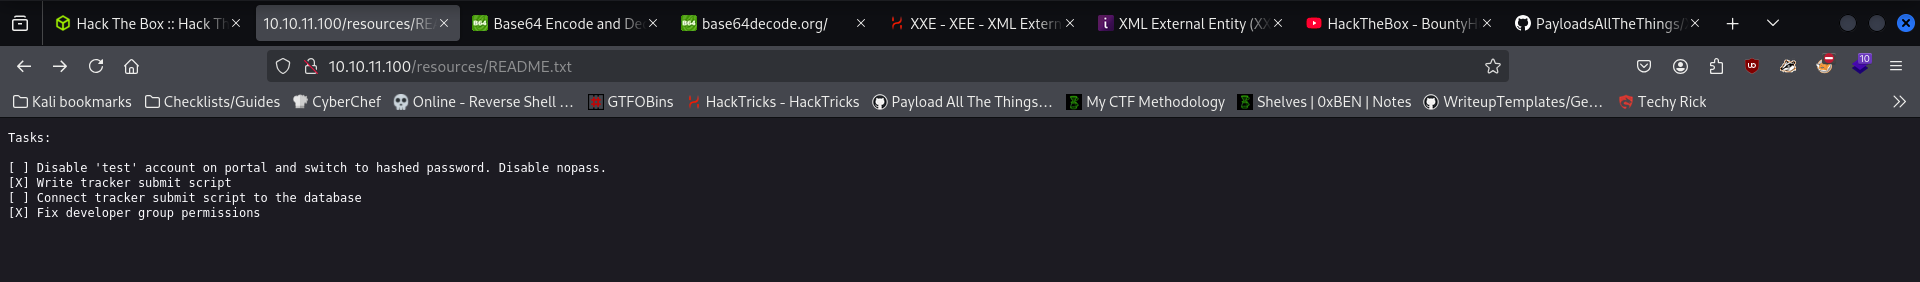 Hack The Box :: Hack Th
10.10.11.100/resources/RE
B64 Base64 Encode and De
B64 base64decode.org/
XXE - XEE - XML Extern
XML External Entity (XX
HackTheBox - BountyH
PayloadsAllTheThings/
10.10.11.100/resources/README.txt
10
Kali bookmarks
Checklists/Guides
CyberChef
Online - Reverse Shell ...
GTFOBins
HackTricks - HackTricks
Payload All The Things...
My CTF Methodology
Shelves | 0xBEN | Notes
WriteupTemplates/Ge...
Techy Rick
Tasks:
[ ] Disable 'test' account on portal and switch to hashed password. Disable nopass.
[X] Write tracker submit script
[ ] Connect tracker submit script to the database
[X] Fix developer group permissions